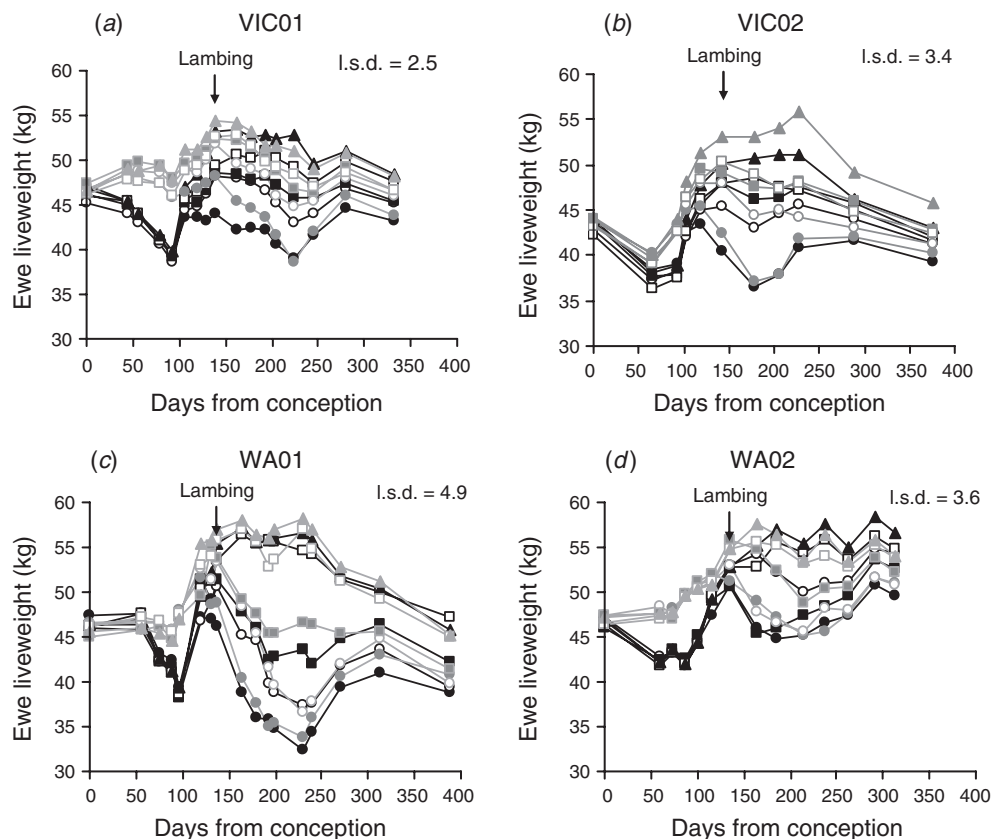 (a)
VIC01
Lambing
l.s.d. = 2.5
60
55
50
45
40
35
30
Ewe liveweight (kg)
0 50 100 150 200 250 300 350 400
Days from conception
(b)
VIC02
Lambing
l.s.d. = 3.4
60
55
50
45
40
35
30
Ewe liveweight (kg)
0 50 100 150 200 250 300 350 400
Days from conception
(c)
WA01
Lambing
l.s.d. = 4.9
60
55
50
45
40
35
30
Ewe liveweight (kg)
0 50 100 150 200 250 300 350 400
Days from conception
(d)
WA02
Lambing
l.s.d. = 3.6
60
55
50
45
40
35
30
Ewe liveweight (kg)
0 50 100 150 200 250 300 350 400
Days from conception